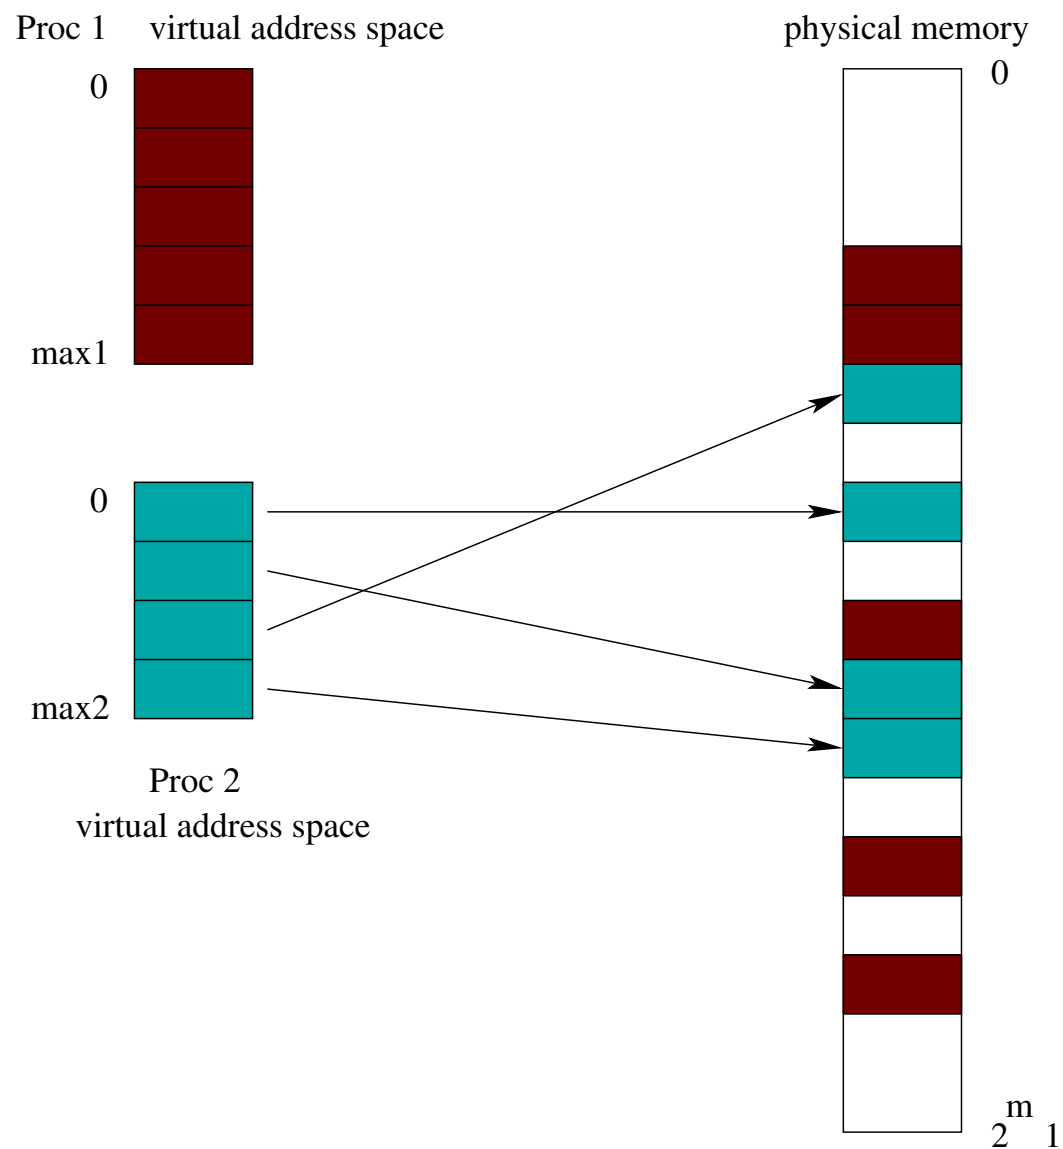 Proc 1 virtual address space
physical memory
0
0
max1
0
max2
Proc 2
virtual address space
m
2 1